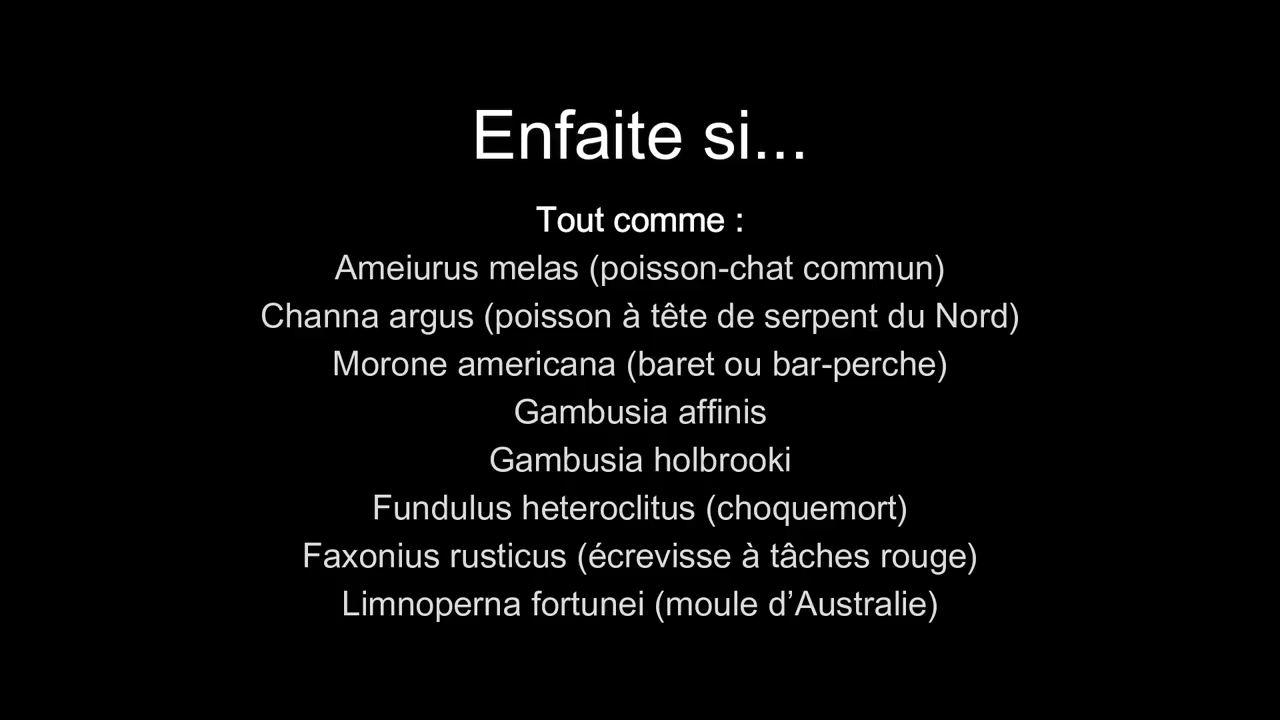 Enfaite si...
Tout comme :
Ameiurus melas (poisson-chat commun)
Channa argus (poisson à tête de serpent du Nord)
Morone americana (baret ou bar-perche)
Gambusia affinis
Gambusia holbrooki
Fundulus heteroclitus (choquemort)
Faxonius rusticus (écrevisse à tâches rouge)
Limnoperna fortunei (moule d’Australie)